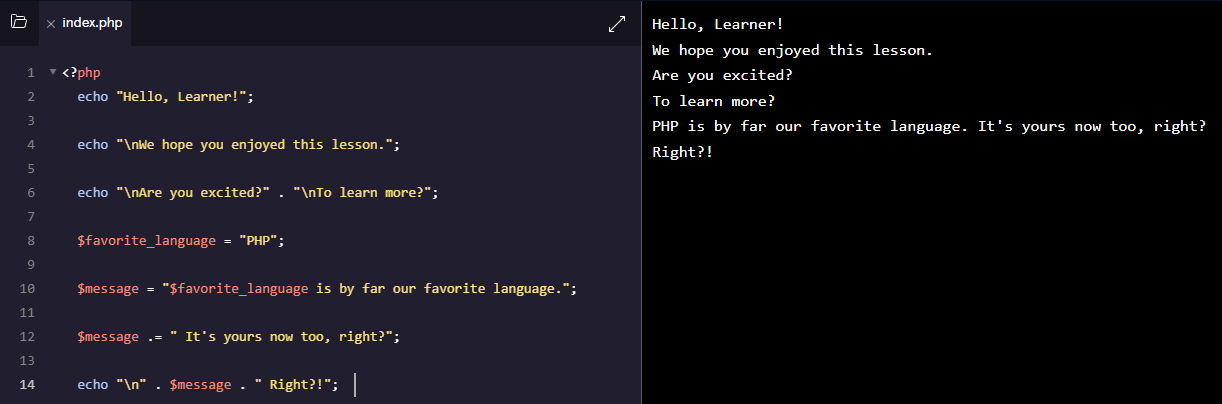 index.php
1 <?php
2 echo "Hello, Learner!";
3
4 echo "\nWe hope you enjoyed this lesson.";
5
6 echo "\nAre you excited?" . "\nTo learn more?";
7
8 $favorite_language = "PHP";
9
10 $message = "$favorite_language is by far our favorite language.";
11
12 $message .= " It's yours now too, right?";
13
14 echo "\n" . $message . " Right?!";
Hello, Learner!
We hope you enjoyed this lesson.
Are you excited?
To learn more?
PHP is by far our favorite language. It's yours now too, right?
Right?!